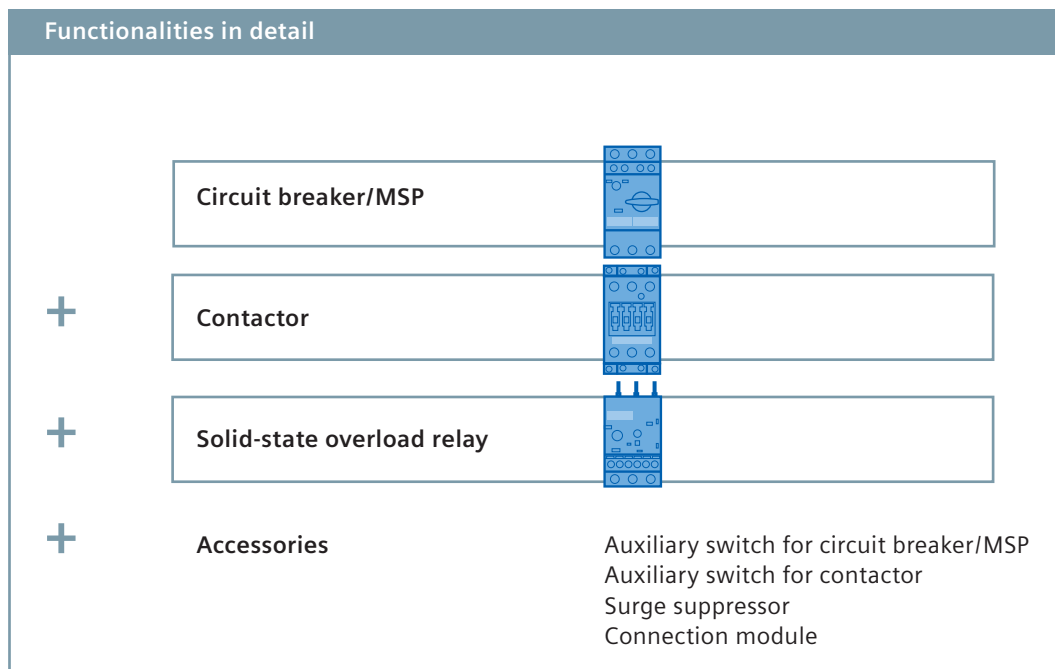 Functionalities in detail
Circuit breaker/MSP
+ Contactor
+ Solid-state overload relay
+ Accessories
Auxiliary switch for circuit breaker/MSP
Auxiliary switch for contactor
Surge suppressor
Connection module